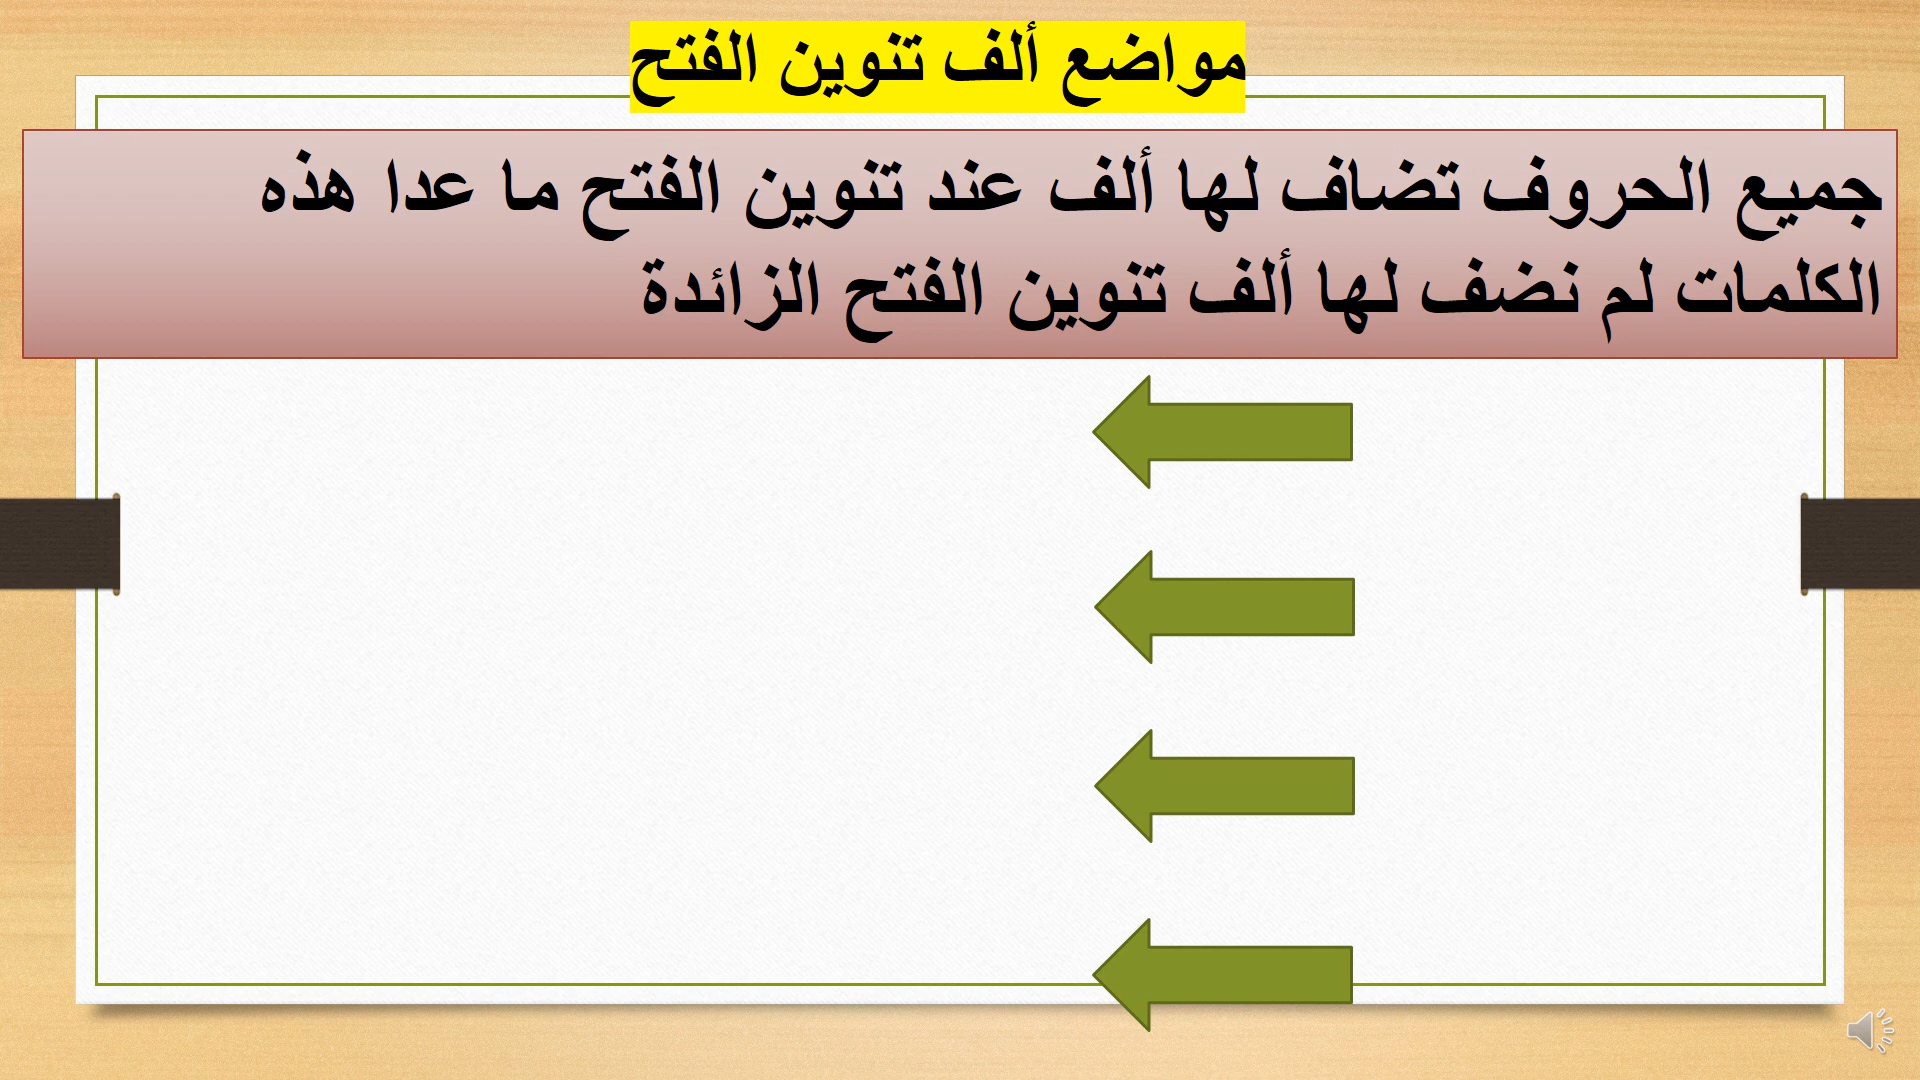 مواضع ألف تنوين الفتح
جميع الحروف تضاف لها ألف عند تنوين الفتح ما عدا هذه
الكلمات لم نضف لها ألف تنوين الفتح الزائدة